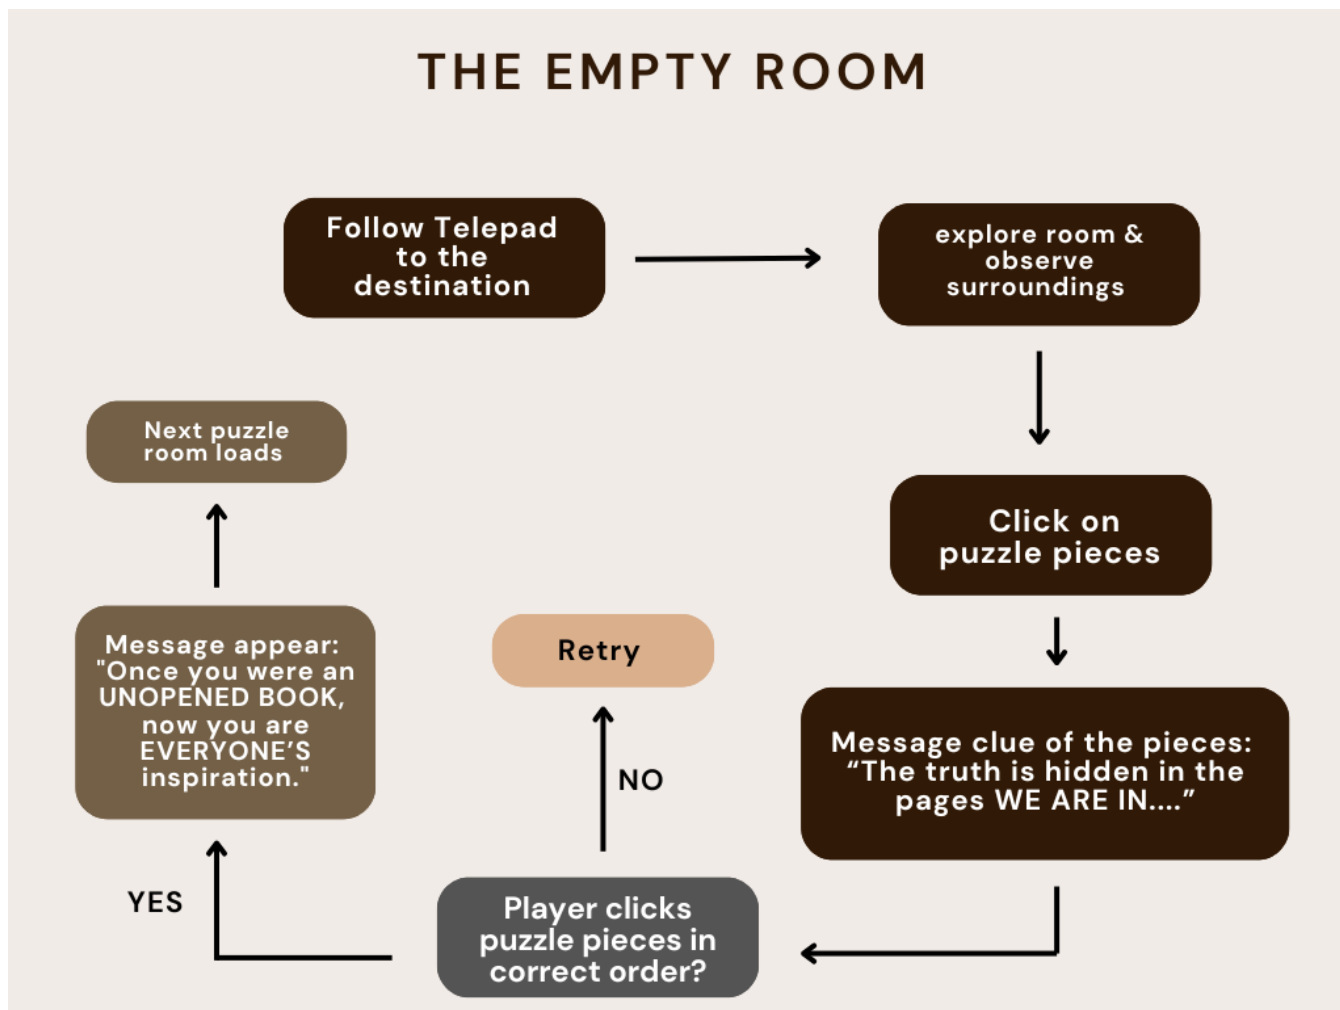 THE EMPTY ROOM
Follow Telepad
to the
destination
explore room &
observe
surroundings
Click on
puzzle pieces
Message clue of the pieces:
“The truth is hidden in the
pages WE ARE IN....”
Player clicks
puzzle pieces in
correct order?
NO
Retry
YES
Message appear:
"Once you were an
UNOPENED BOOK,
now you are
EVERYONE’S
inspiration."
Next puzzle
room loads